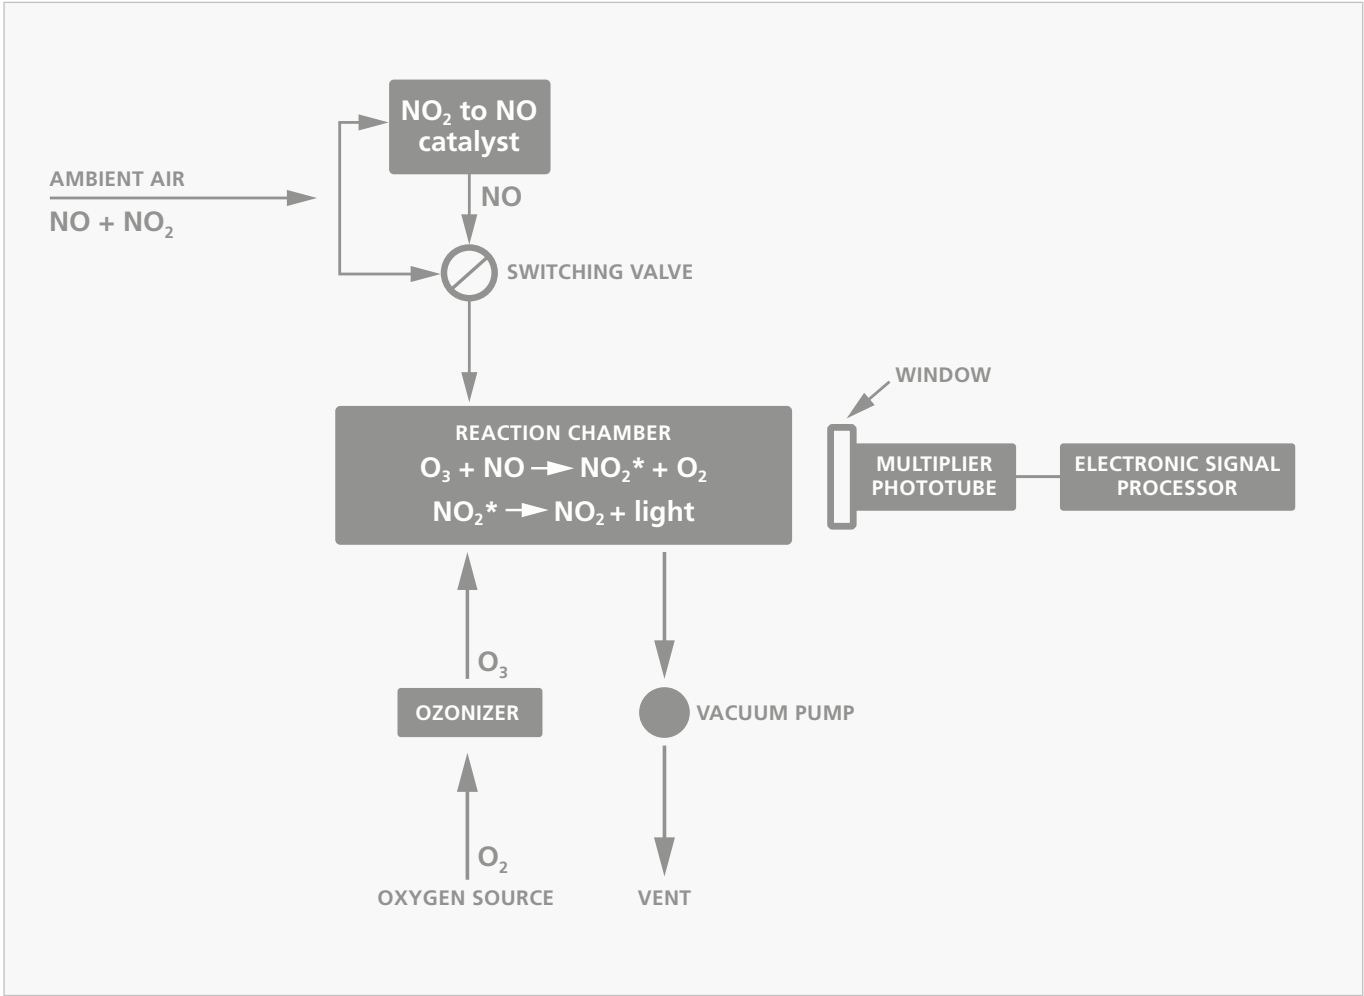 NO₂ to NO
catalyst
AMBIENT AIR
NO + NO₂
NO
SWITCHING VALVE
WINDOW
REACTION CHAMBER
O₃ + NO → NO₂* + O₂
NO₂* → NO₂ + light
MULTIPLIER
PHOTOTUBE
ELECTRONIC SIGNAL
PROCESSOR
O₃
OZONIZER
VACUUM PUMP
O₂
OXYGEN SOURCE
VENT